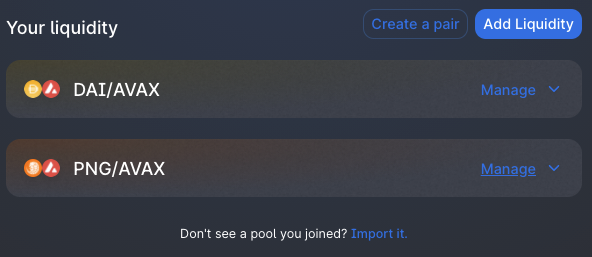 Your liquidity
Create a pair
Add Liquidity
DAI/AVAX
Manage
PNG/AVAX
Manage
Don't see a pool you joined? Import it.